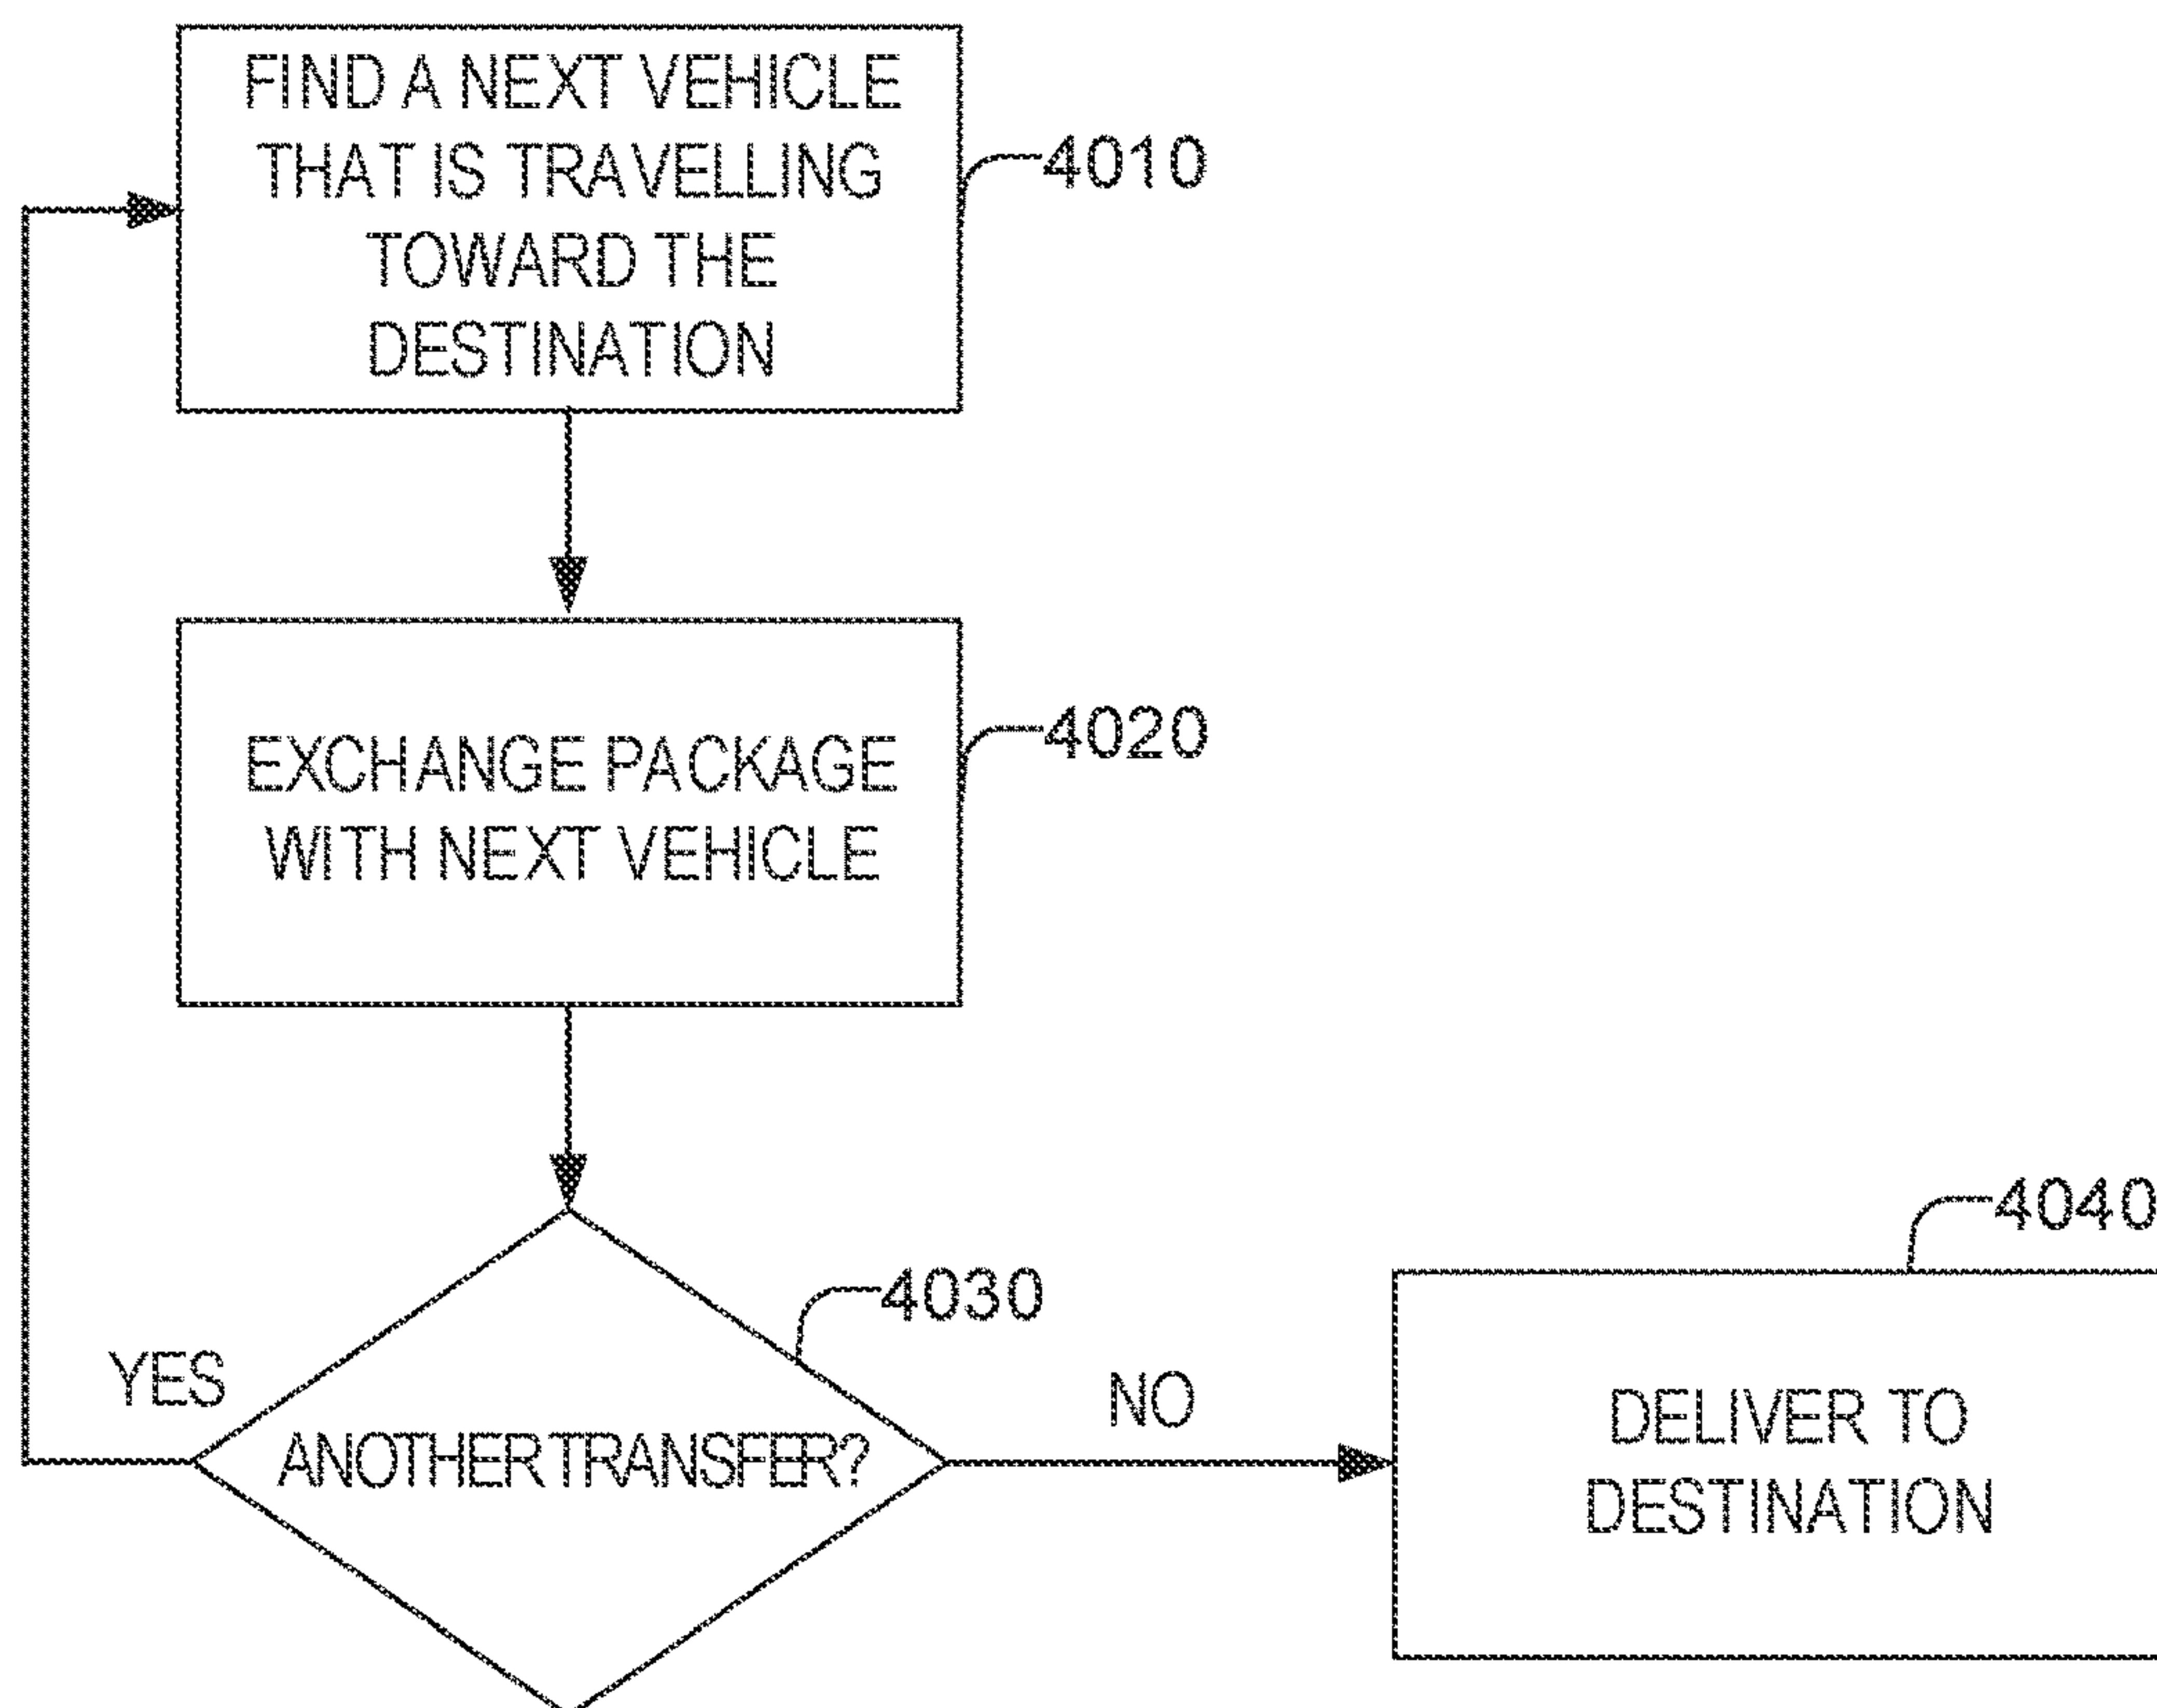 FIND A NEXT VEHICLE
THAT IS TRAVELLING
TOWARD THE
DESTINATION
4010
EXCHANGE PACKAGE
WITH NEXT VEHICLE
4020
4030
YES
ANOTHER TRANSFER?
NO
4040
DELIVER TO
DESTINATION